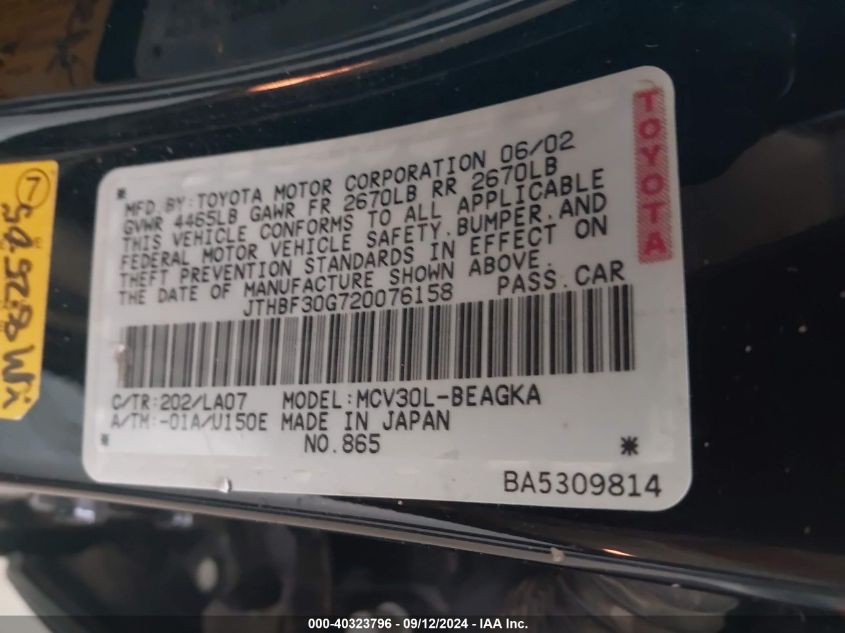 MFD.BY:TOYOTA MOTOR CORPORATION 06/02
GVWR 4465LB GAWR FR 2670LB RR 2670LB
THIS VEHICLE CONFORMS TO ALL APPLICABLE
FEDERAL MOTOR VEHICLE SAFETY,BUMPER,AND
THEFT PREVENTION STANDARDS IN EFFECT ON
THE DATE OF MANUFACTURE SHOWN ABOVE.
JTHBF30G720076158 PASS.CAR
TOYOTA
C/TR:202/LA07 MODEL:MCV30L-BEAGKA
A/TM:-01A/U150E MADE IN JAPAN
NO.865
BA5309814
7
000-40323796 - 09/12/2024 - IAA Inc.